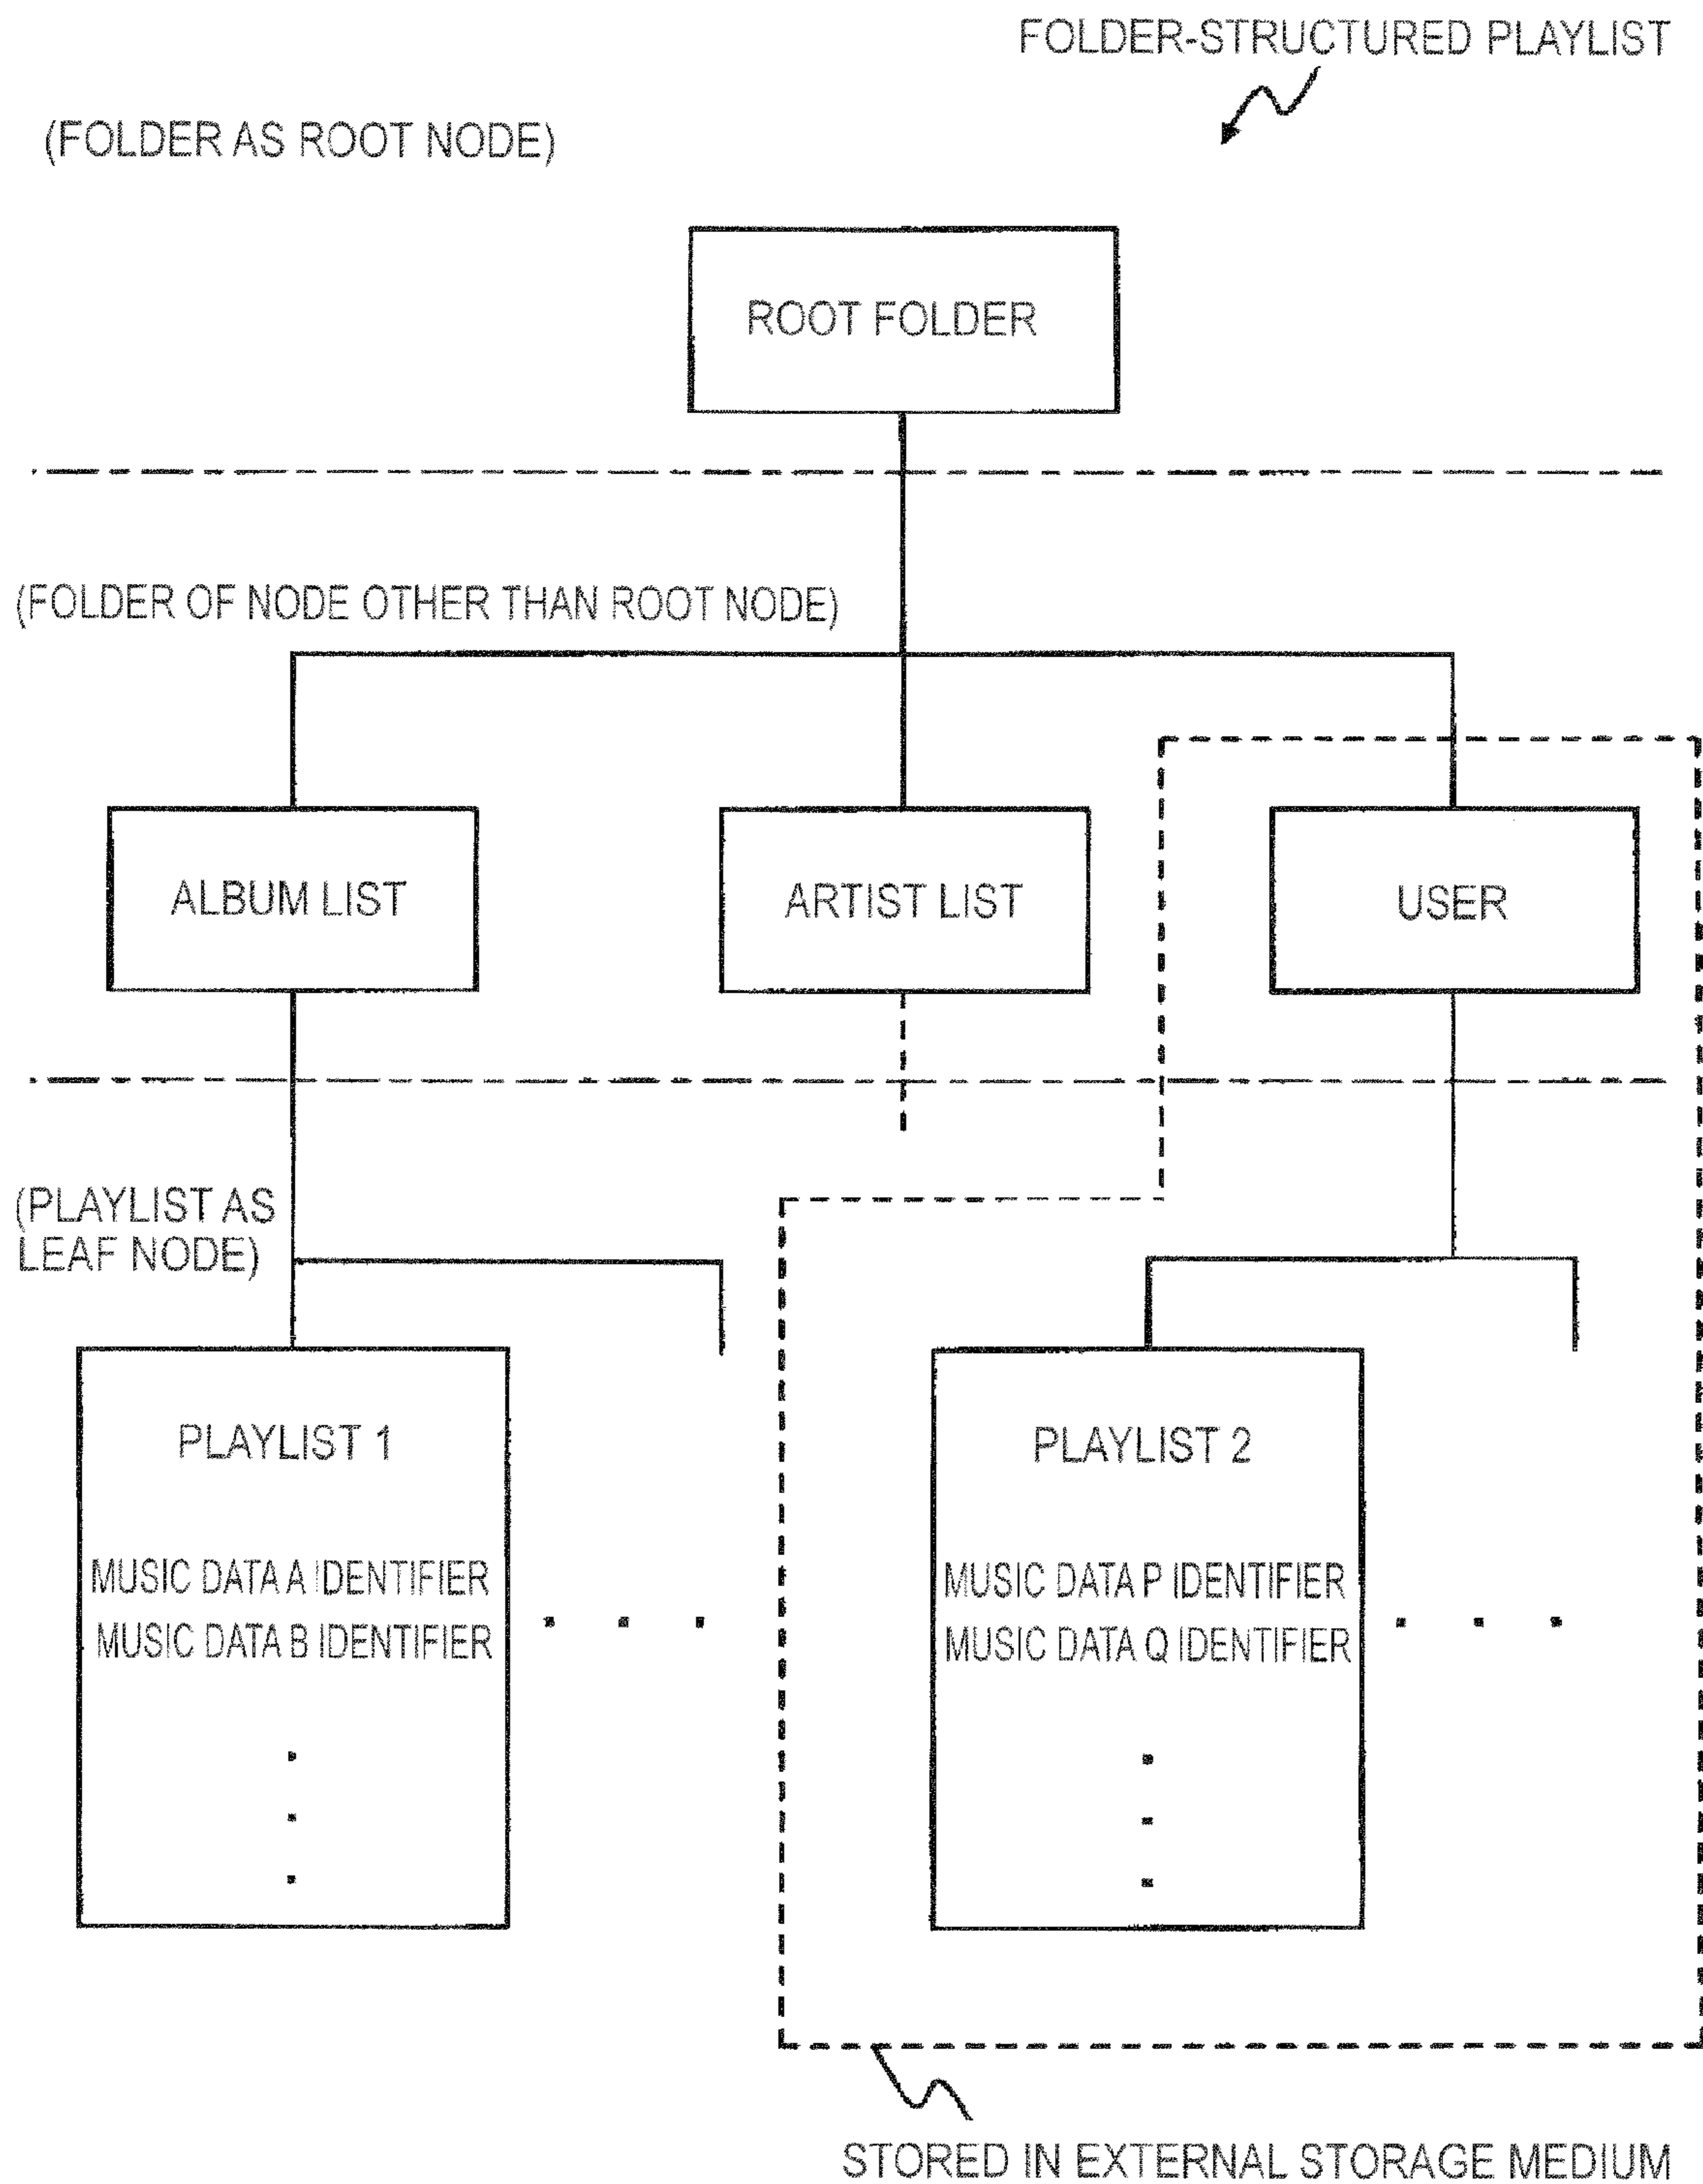 FOLDER-STRUCTURED PLAYLIST
(FOLDER AS ROOT NODE)
ROOT FOLDER
(FOLDER OF NODE OTHER THAN ROOT NODE)
ALBUM LIST
ARTIST LIST
USER
(PLAYLIST AS
LEAF NODE)
PLAYLIST 1
MUSIC DATA A IDENTIFIER
MUSIC DATA B IDENTIFIER
PLAYLIST 2
MUSIC DATA P IDENTIFIER
MUSIC DATA Q IDENTIFIER
STORED IN EXTERNAL STORAGE MEDIUM